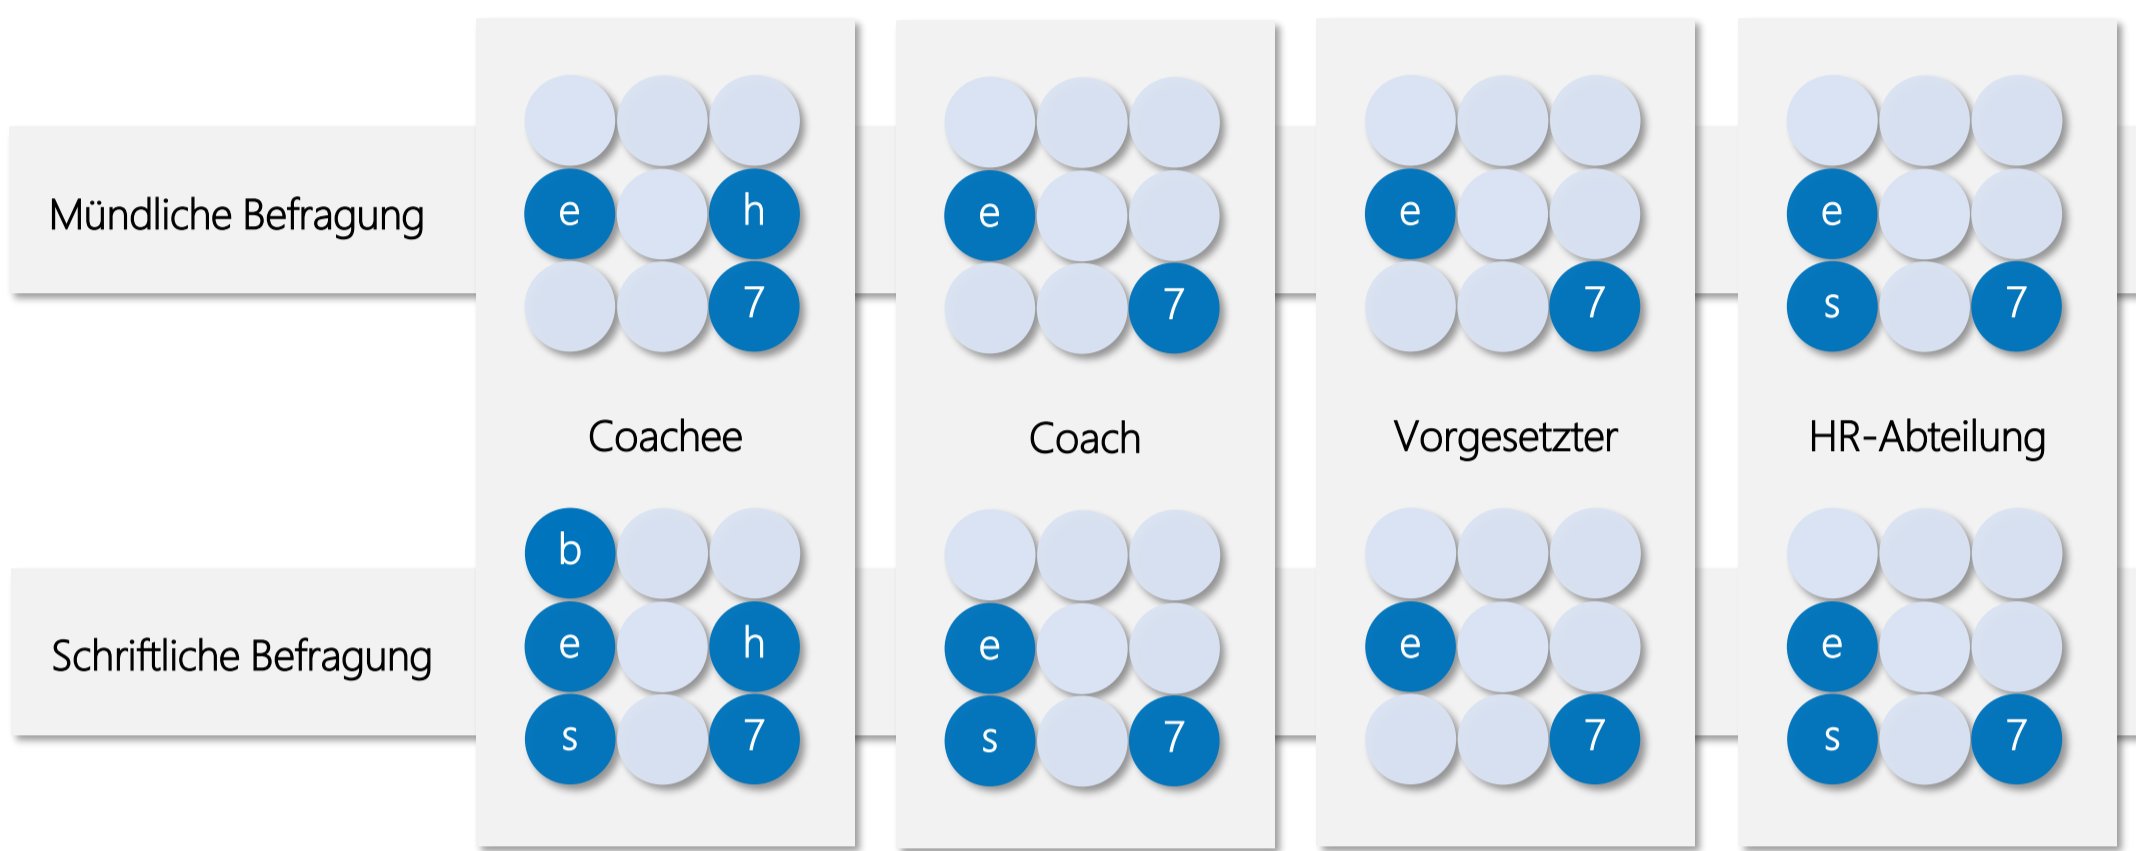 e h e e e
Mündliche Befragung
7 7 7 s 7
Coachee Coach Vorgesetzter HR-Abteilung
b
e h e e e
Schriftliche Befragung
s 7 s 7 7 s 7